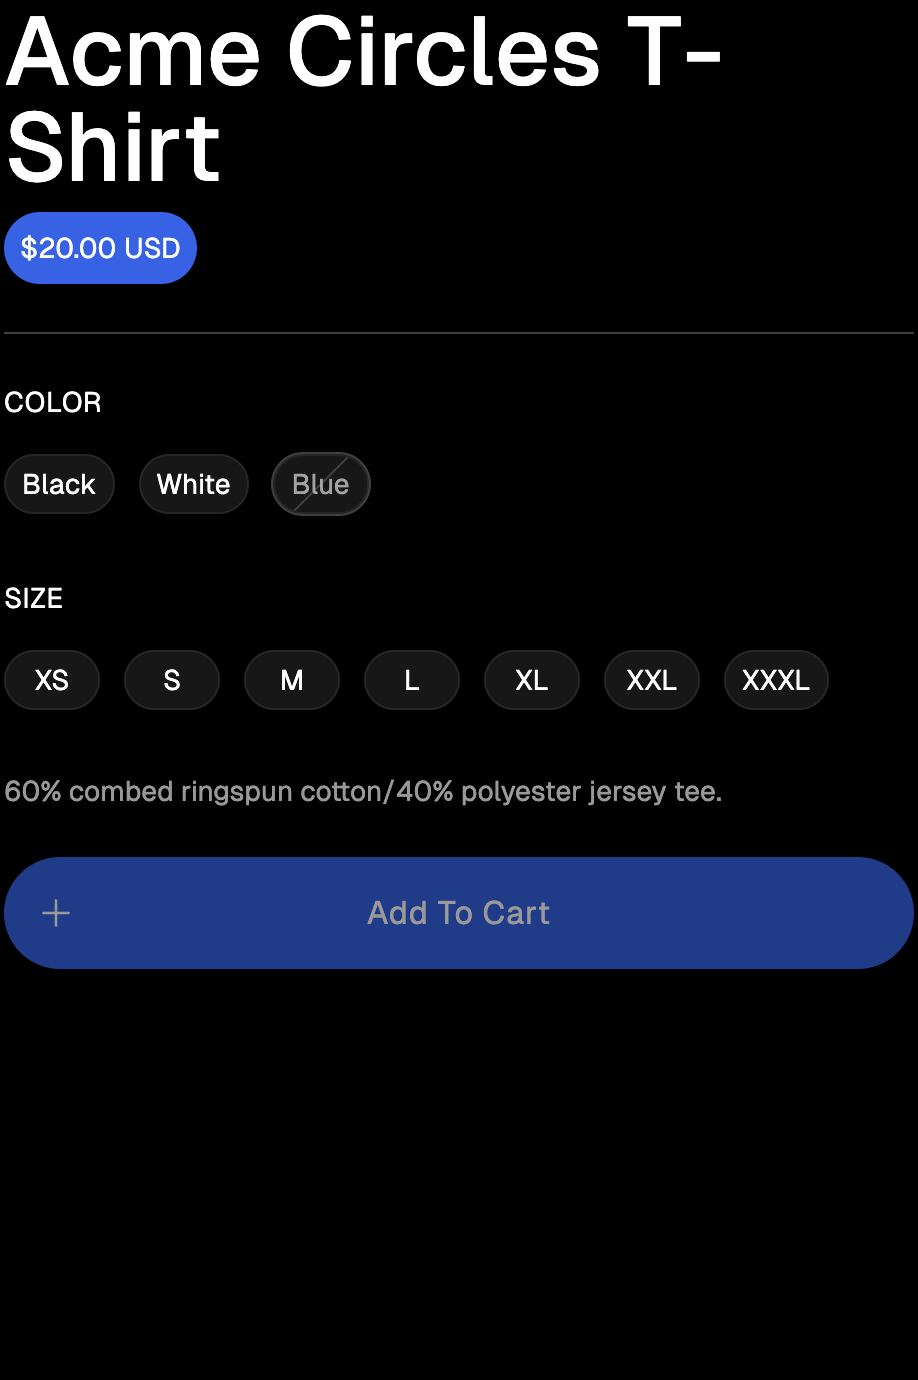 Acme Circles T-
Shirt
$20.00 USD
COLOR
Black White Blue
SIZE
XS S M L XL XXL XXXL
60% combed ringspun cotton/40% polyester jersey tee.
Add To Cart